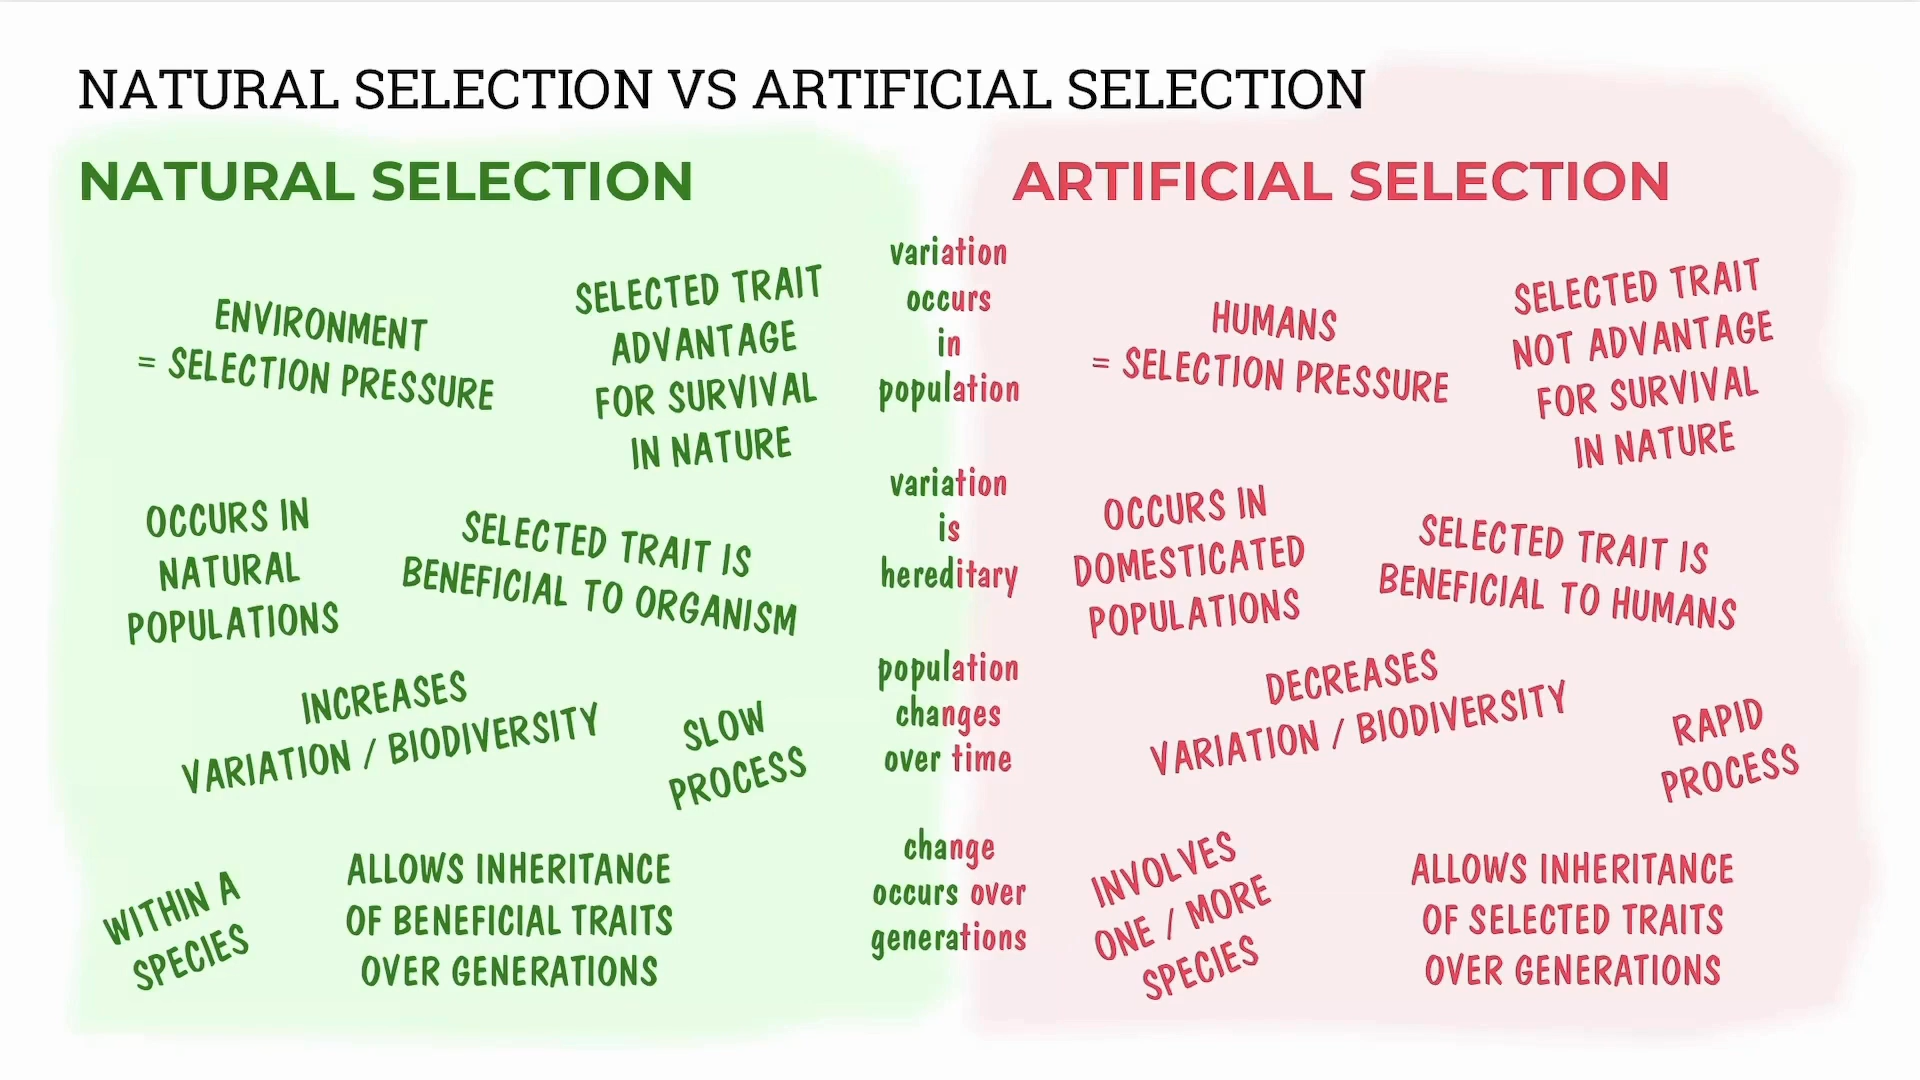 NATURAL SELECTION VS ARTIFICIAL SELECTION
NATURAL SELECTION
ENVIRONMENT
= SELECTION PRESSURE
SELECTED TRAIT
ADVANTAGE
FOR SURVIVAL
IN NATURE
OCCURS IN
NATURAL
POPULATIONS
SELECTED TRAIT IS
BENEFICIAL TO ORGANISM
INCREASES
VARIATION / BIODIVERSITY
SLOW
PROCESS
WITHIN A
SPECIES
ALLOWS INHERITANCE
OF BENEFICIAL TRAITS
OVER GENERATIONS
variation
occurs
in
population
variation
is
hereditary
population
changes
over time
change
occurs over
generations
ARTIFICIAL SELECTION
HUMANS
= SELECTION PRESSURE
SELECTED TRAIT
NOT ADVANTAGE
FOR SURVIVAL
IN NATURE
OCCURS IN
DOMESTICATED
POPULATIONS
SELECTED TRAIT IS
BENEFICIAL TO HUMANS
DECREASES
VARIATION / BIODIVERSITY
RAPID
PROCESS
INVOLVES
ONE / MORE
SPECIES
ALLOWS INHERITANCE
OF SELECTED TRAITS
OVER GENERATIONS